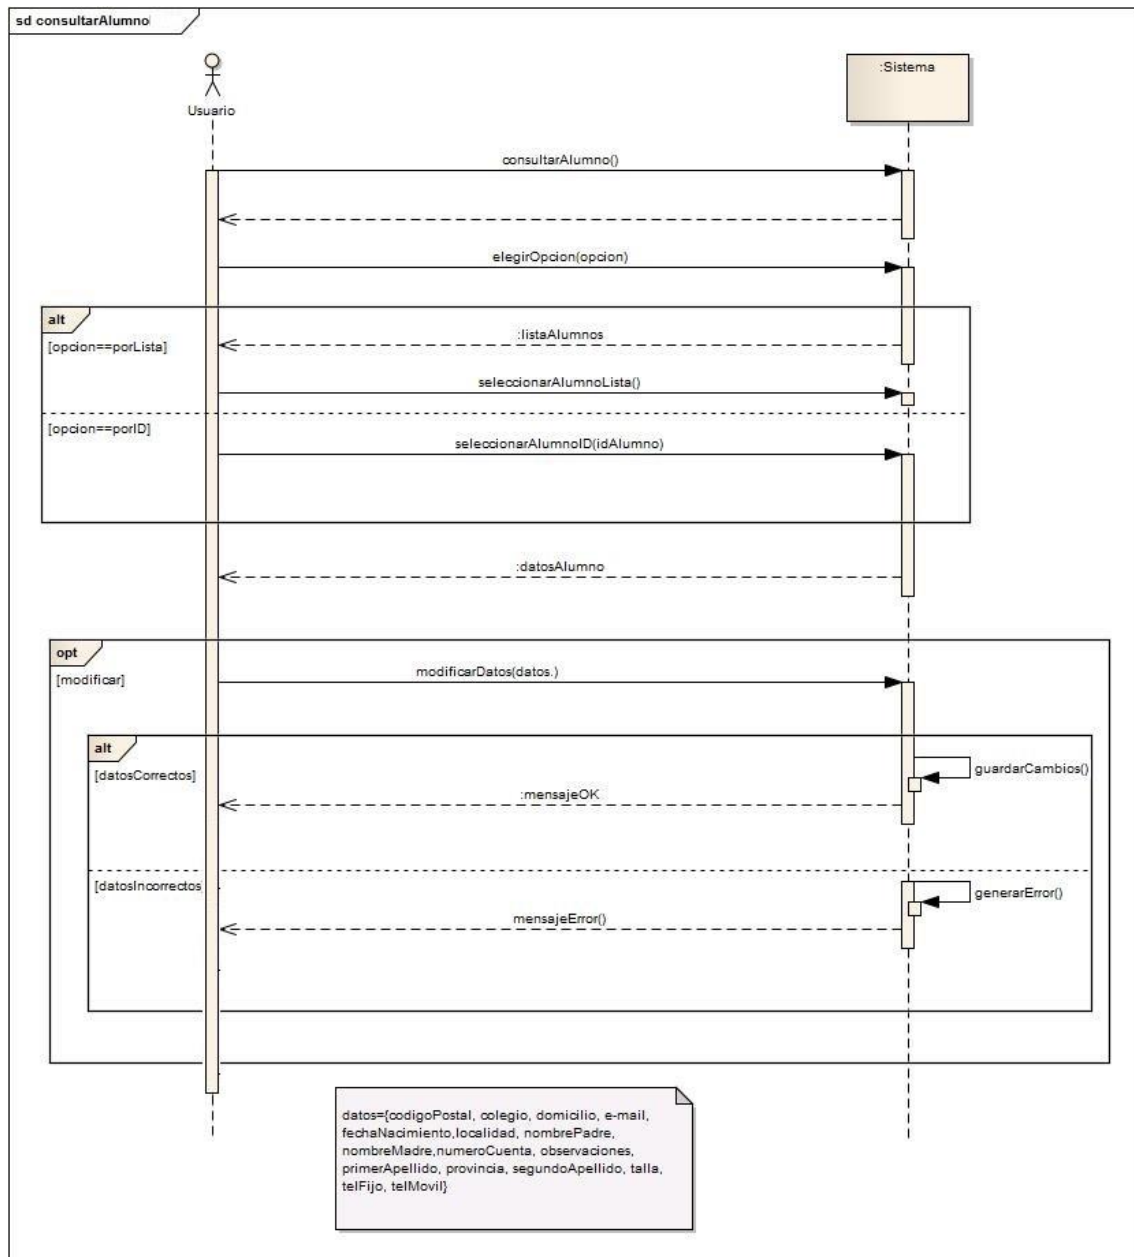 sd consultarAlumno
:Sistema
Usuario
consultarAlumno()
elegirOpcion(opcion)
alt
:listaAlumnos
[opcion==porLista]
seleccionarAlumnoLista()
[opcion==porID]
seleccionarAlumnoID(idAlumno)
:datosAlumno
opt
[modificar]
modificarDatos(datos.)
alt
[datosCorrectos]
guardarCambios()
:mensajeOK
[datosIncorrectos]
generarError()
mensajeError()
datos={codigoPostal, colegio, domicilio, e-mail,
fechaNacimiento,localidad, nombrePadre,
nombreMadre,numeroCuenta, observaciones,
primerApellido, provincia, segundoApellido, talla,
telFijo, telMovil}